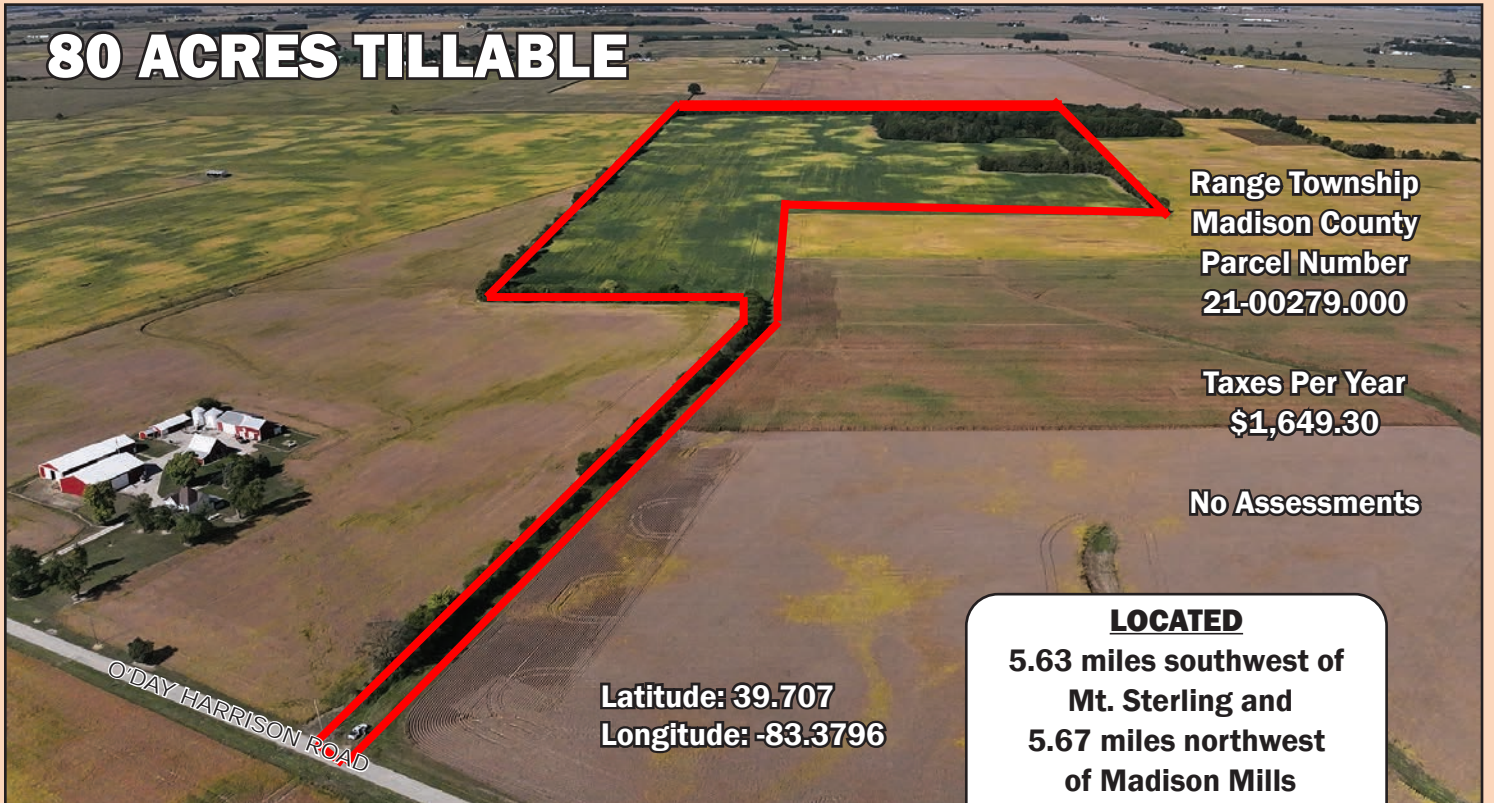 80 ACRES TILLABLE
Range Township
Madison County
Parcel Number
21-00279.000
Taxes Per Year
$1,649.30
No Assessments
O'DAY HARRISON ROAD
Latitude: 39.707
Longitude: -83.3796
LOCATED
5.63 miles southwest of
Mt. Sterling and
5.67 miles northwest
of Madison Mills